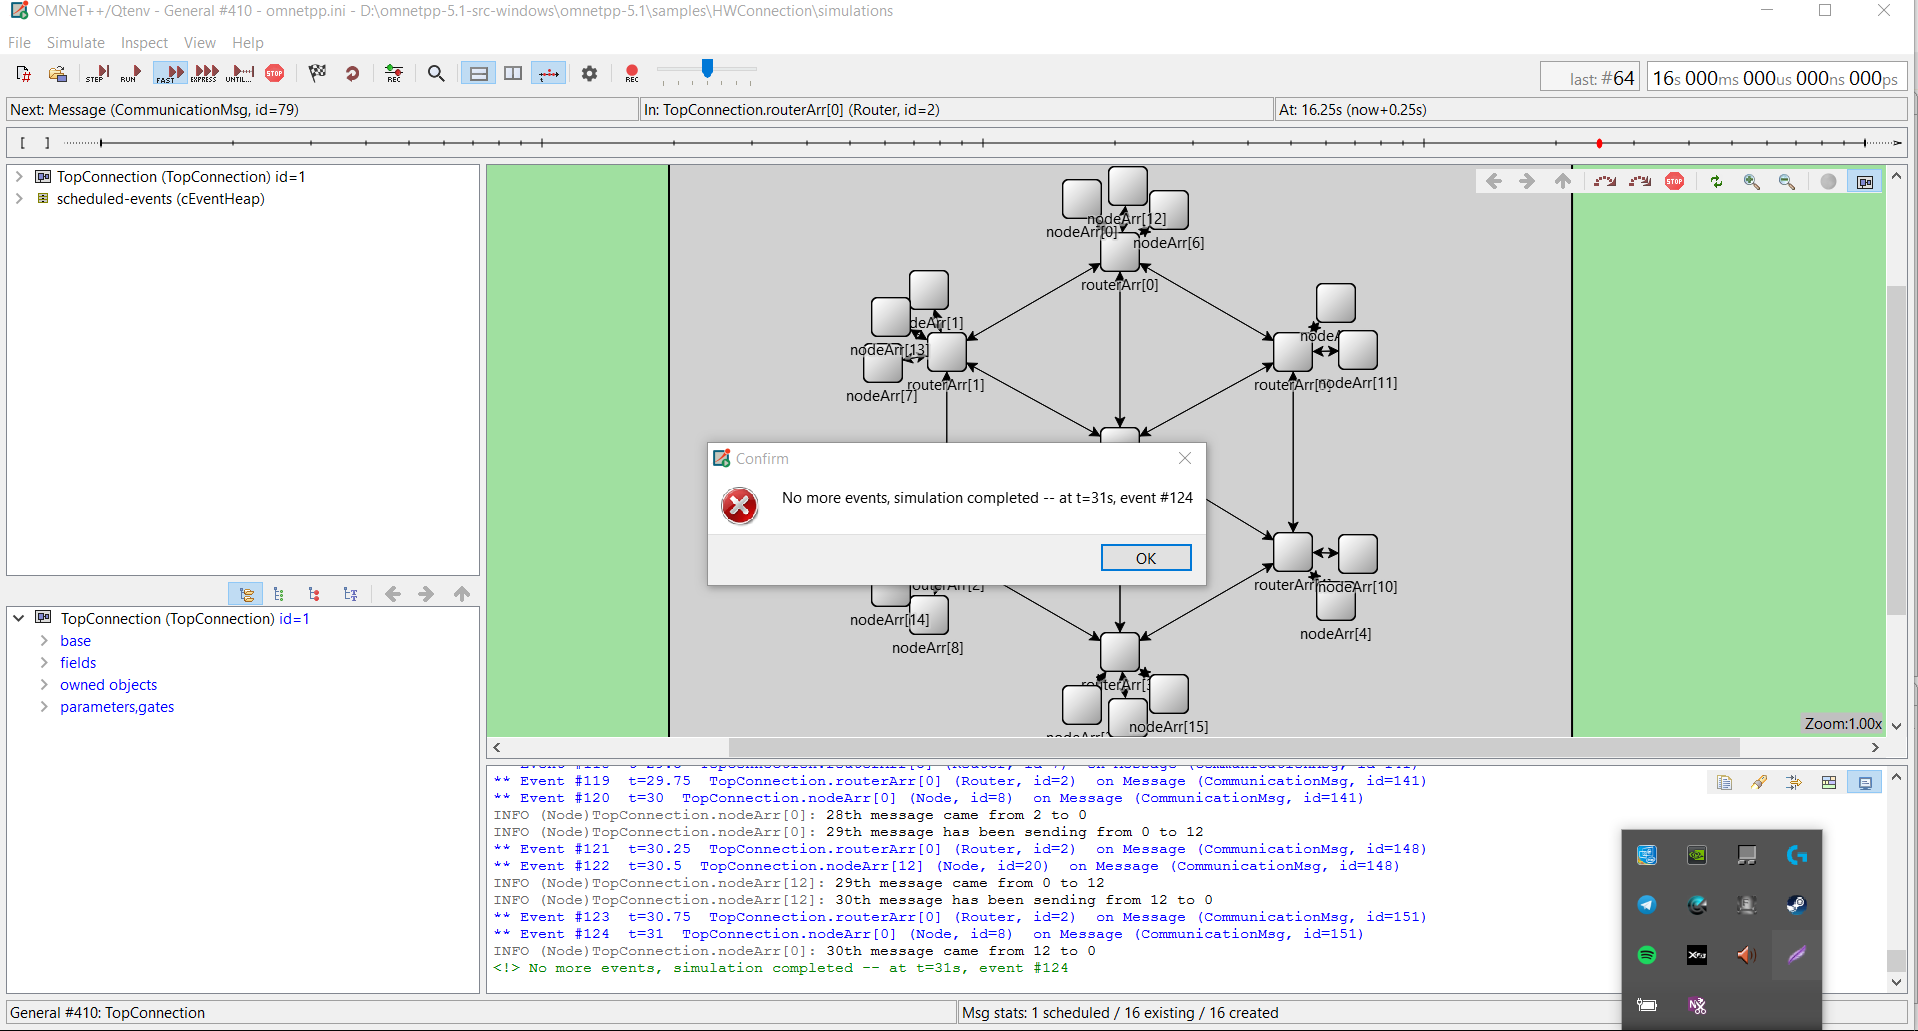 OMNeT++/Qtenv - General #410 - omnetpp.ini - D:\omnetpp-5.1-src-windows\omnetpp-5.1\samples\HWConnection\simulations
File Simulate Inspect View Help
STEP RUN FAST EXPRESS UNTIL... STOP REC REC
last: #64 16s 000ms 000us 000ns 000ps
Next: Message (CommunicationMsg, id=79) In: TopConnection.routerArr[0] (Router, id=2) At: 16.25s (now+0.25s)
[ ]
TopConnection (TopConnection) id=1
scheduled-events (cEventHeap)
TopConnection (TopConnection) id=1
base
fields
owned objects
parameters,gates
STOP
nodeArr[12]
nodeArr[0]
nodeArr[6]
routerArr[0]
deArr[1]
nodeArr[13]
routerArr[1]
nodeArr[7]
nodeArr[11]
Confirm
No more events, simulation completed -- at t=31s, event #124
OK
nodeArr[10]
nodeArr[14]
nodeArr[4]
nodeArr[8]
nodeArr[15]
Zoom:1.00x
** Event #119 t=29.75 TopConnection.routerArr[0] (Router, id=2) on Message (CommunicationMsg, id=141)
** Event #120 t=30 TopConnection.nodeArr[0] (Node, id=8) on Message (CommunicationMsg, id=141)
INFO (Node)TopConnection.nodeArr[0]: 28th message came from 2 to 0
INFO (Node)TopConnection.nodeArr[0]: 29th message has been sending from 0 to 12
** Event #121 t=30.25 TopConnection.routerArr[0] (Router, id=2) on Message (CommunicationMsg, id=148)
** Event #122 t=30.5 TopConnection.nodeArr[12] (Node, id=20) on Message (CommunicationMsg, id=148)
INFO (Node)TopConnection.nodeArr[12]: 29th message came from 0 to 12
INFO (Node)TopConnection.nodeArr[12]: 30th message has been sending from 12 to 0
** Event #123 t=30.75 TopConnection.routerArr[0] (Router, id=2) on Message (CommunicationMsg, id=151)
** Event #124 t=31 TopConnection.nodeArr[0] (Node, id=8) on Message (CommunicationMsg, id=151)
INFO (Node)TopConnection.nodeArr[0]: 30th message came from 12 to 0
<!> No more events, simulation completed -- at t=31s, event #124
General #410: TopConnection Msg stats: 1 scheduled / 16 existing / 16 created